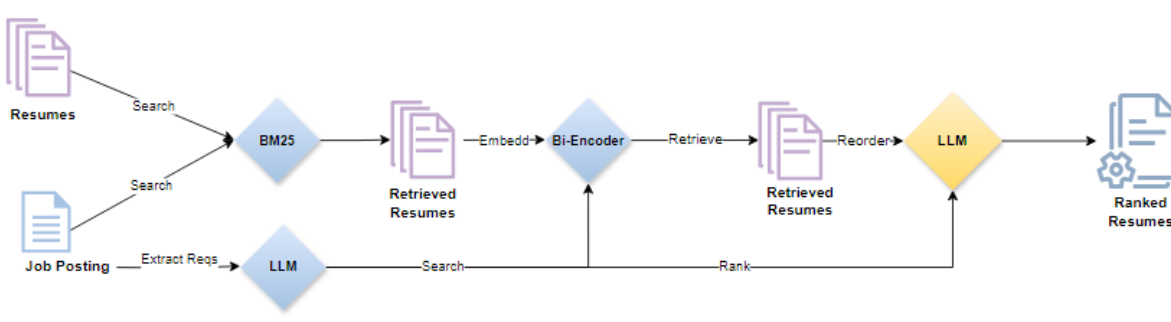 Resumes
Search
BM25
Retrieved
Resumes
Embedd
Bi-Encoder
Retrieve
Retrieved
Resumes
Reorder
LLM
Ranked
Resumes
Search
Job Posting
Extract Reqs
LLM
Search
Rank